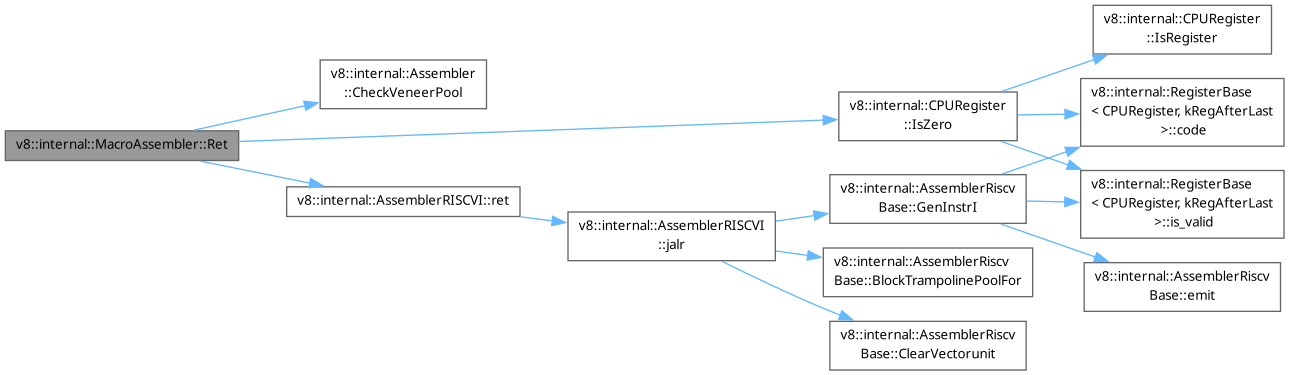 v8::internal::MacroAssembler::Ret
v8::internal::Assembler
::CheckVeneerPool
v8::internal::AssemblerRISCVI::ret
v8::internal::AssemblerRISCVI
::jalr
v8::internal::CPURegister
::IsZero
v8::internal::AssemblerRiscv
Base::GenInstrI
v8::internal::AssemblerRiscv
Base::BlockTrampolinePoolFor
v8::internal::AssemblerRiscv
Base::ClearVectorunit
v8::internal::CPURegister
::IsRegister
v8::internal::RegisterBase
< CPURegister, kRegAfterLast
>::code
v8::internal::RegisterBase
< CPURegister, kRegAfterLast
>::is_valid
v8::internal::AssemblerRiscv
Base::emit